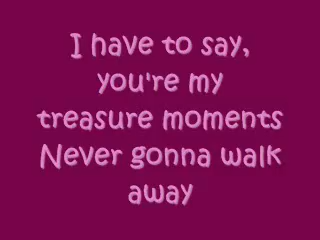 I have to say,
you're my
treasure moments
Never gonna walk
away